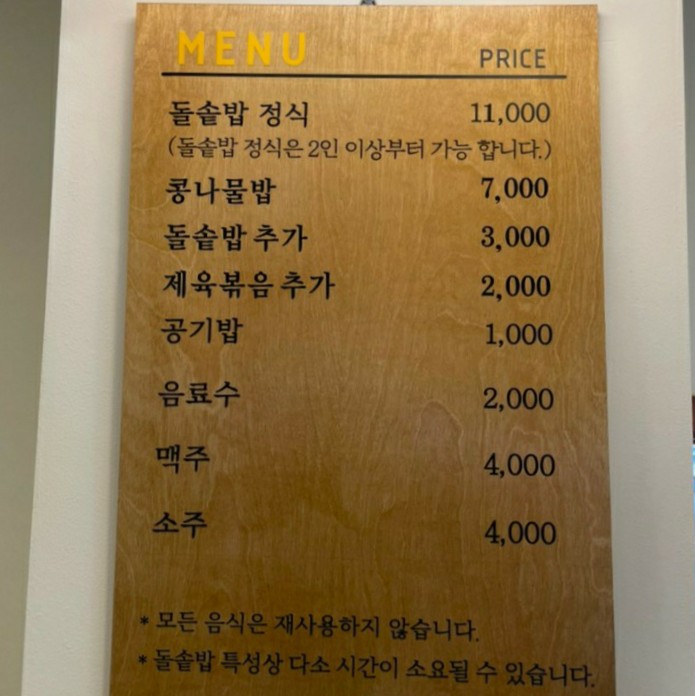 MENU PRICE
돌솥밥 정식 11,000
(돌솥밥 정식은 2인 이상부터 가능 합니다.)
콩나물밥 7,000
돌솥밥 추가 3,000
제육볶음 추가 2,000
공기밥 1,000
음료수 2,000
맥주 4,000
소주 4,000
* 모든 음식은 재사용하지 않습니다.
* 돌솥밥 특성상 다소 시간이 소요될 수 있습니다.